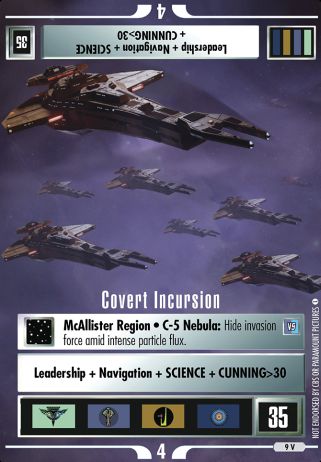 4
Leadership + Navigation + SCIENCE
+ CUNNING>30
35
Covert Incursion
McAllister Region • C-5 Nebula: Hide invasion
force amid intense particle flux.
VS
Leadership + Navigation + SCIENCE + CUNNING>30
35
4
9 V
NOT ENDORSED BY CBS OR PARAMOUNT PICTURES